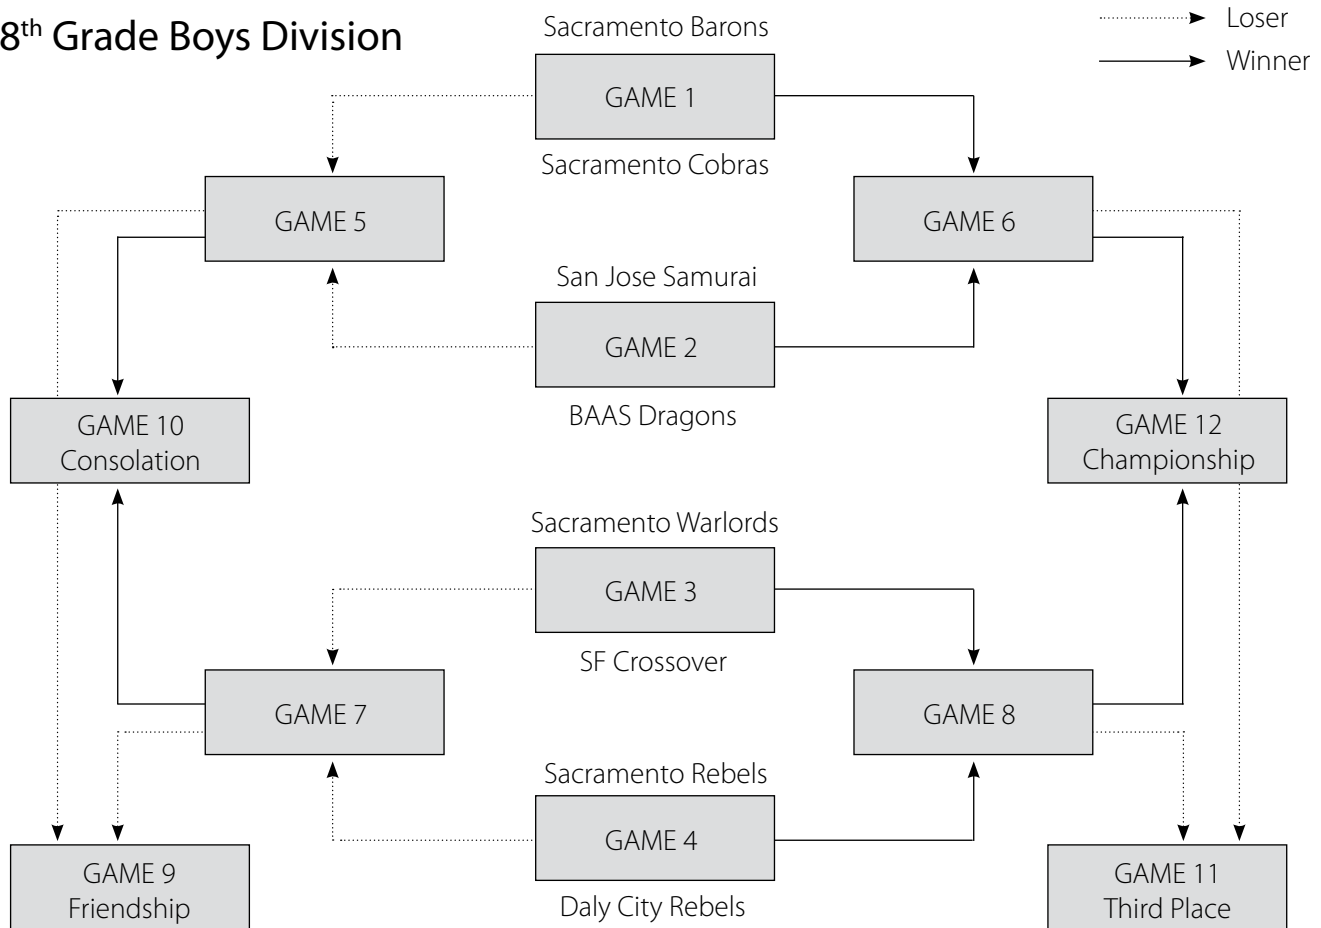 8th Grade Boys Division
Loser
Winner
Sacramento Barons
GAME 1
Sacramento Cobras
GAME 5
GAME 6
San Jose Samurai
GAME 2
BAAS Dragons
GAME 10
Consolation
GAME 12
Championship
Sacramento Warlords
GAME 3
SF Crossover
GAME 7
GAME 8
Sacramento Rebels
GAME 4
Daly City Rebels
GAME 9
Friendship
GAME 11
Third Place